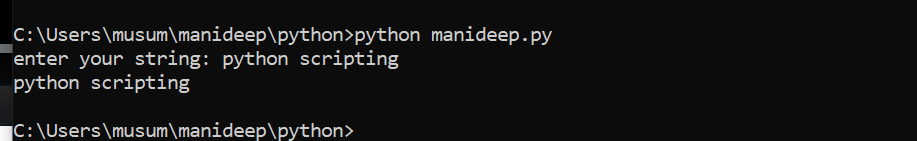 C:\Users\musum\manideep\python>python manideep.py
enter your string: python scripting
python scripting
C:\Users\musum\manideep\python>